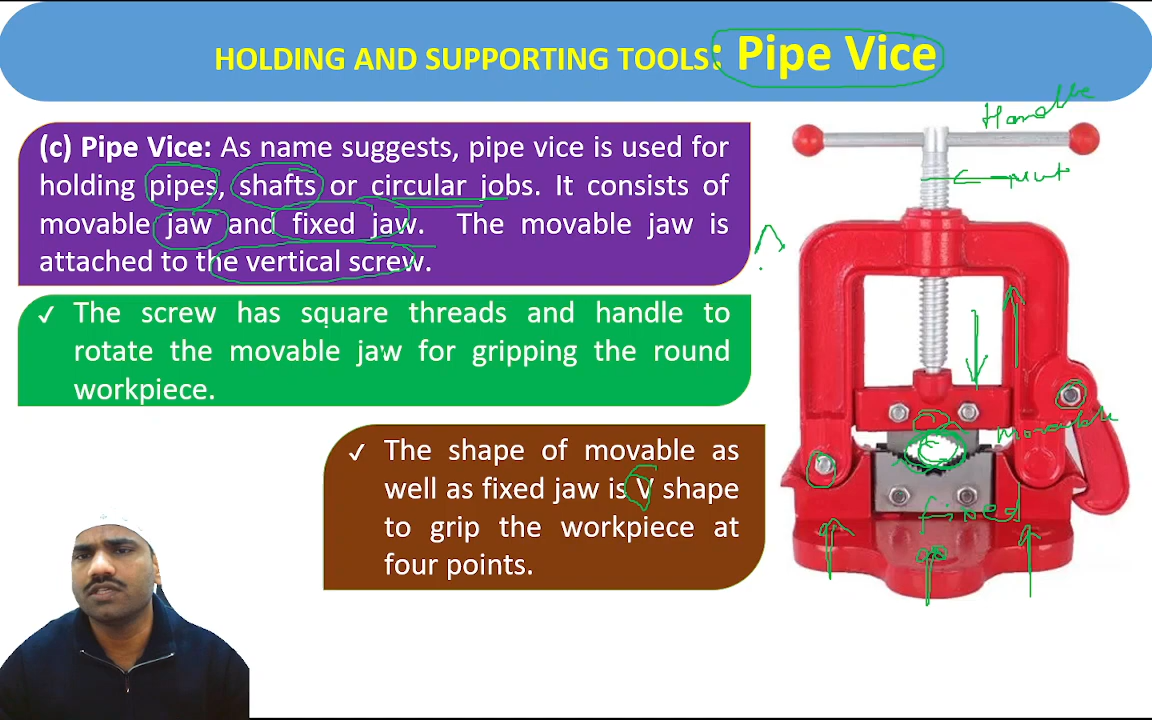 HOLDING AND SUPPORTING TOOLS: Pipe Vice
Handle
(c) Pipe Vice: As name suggests, pipe vice is used for
holding pipes, shafts or circular jobs. It consists of
movable jaw and fixed jaw. The movable jaw is
attached to the vertical screw.
✓ The screw has square threads and handle to
rotate the movable jaw for gripping the round
workpiece.
movable
✓ The shape of movable as
well as fixed jaw is V shape
to grip the workpiece at
four points.
fixed